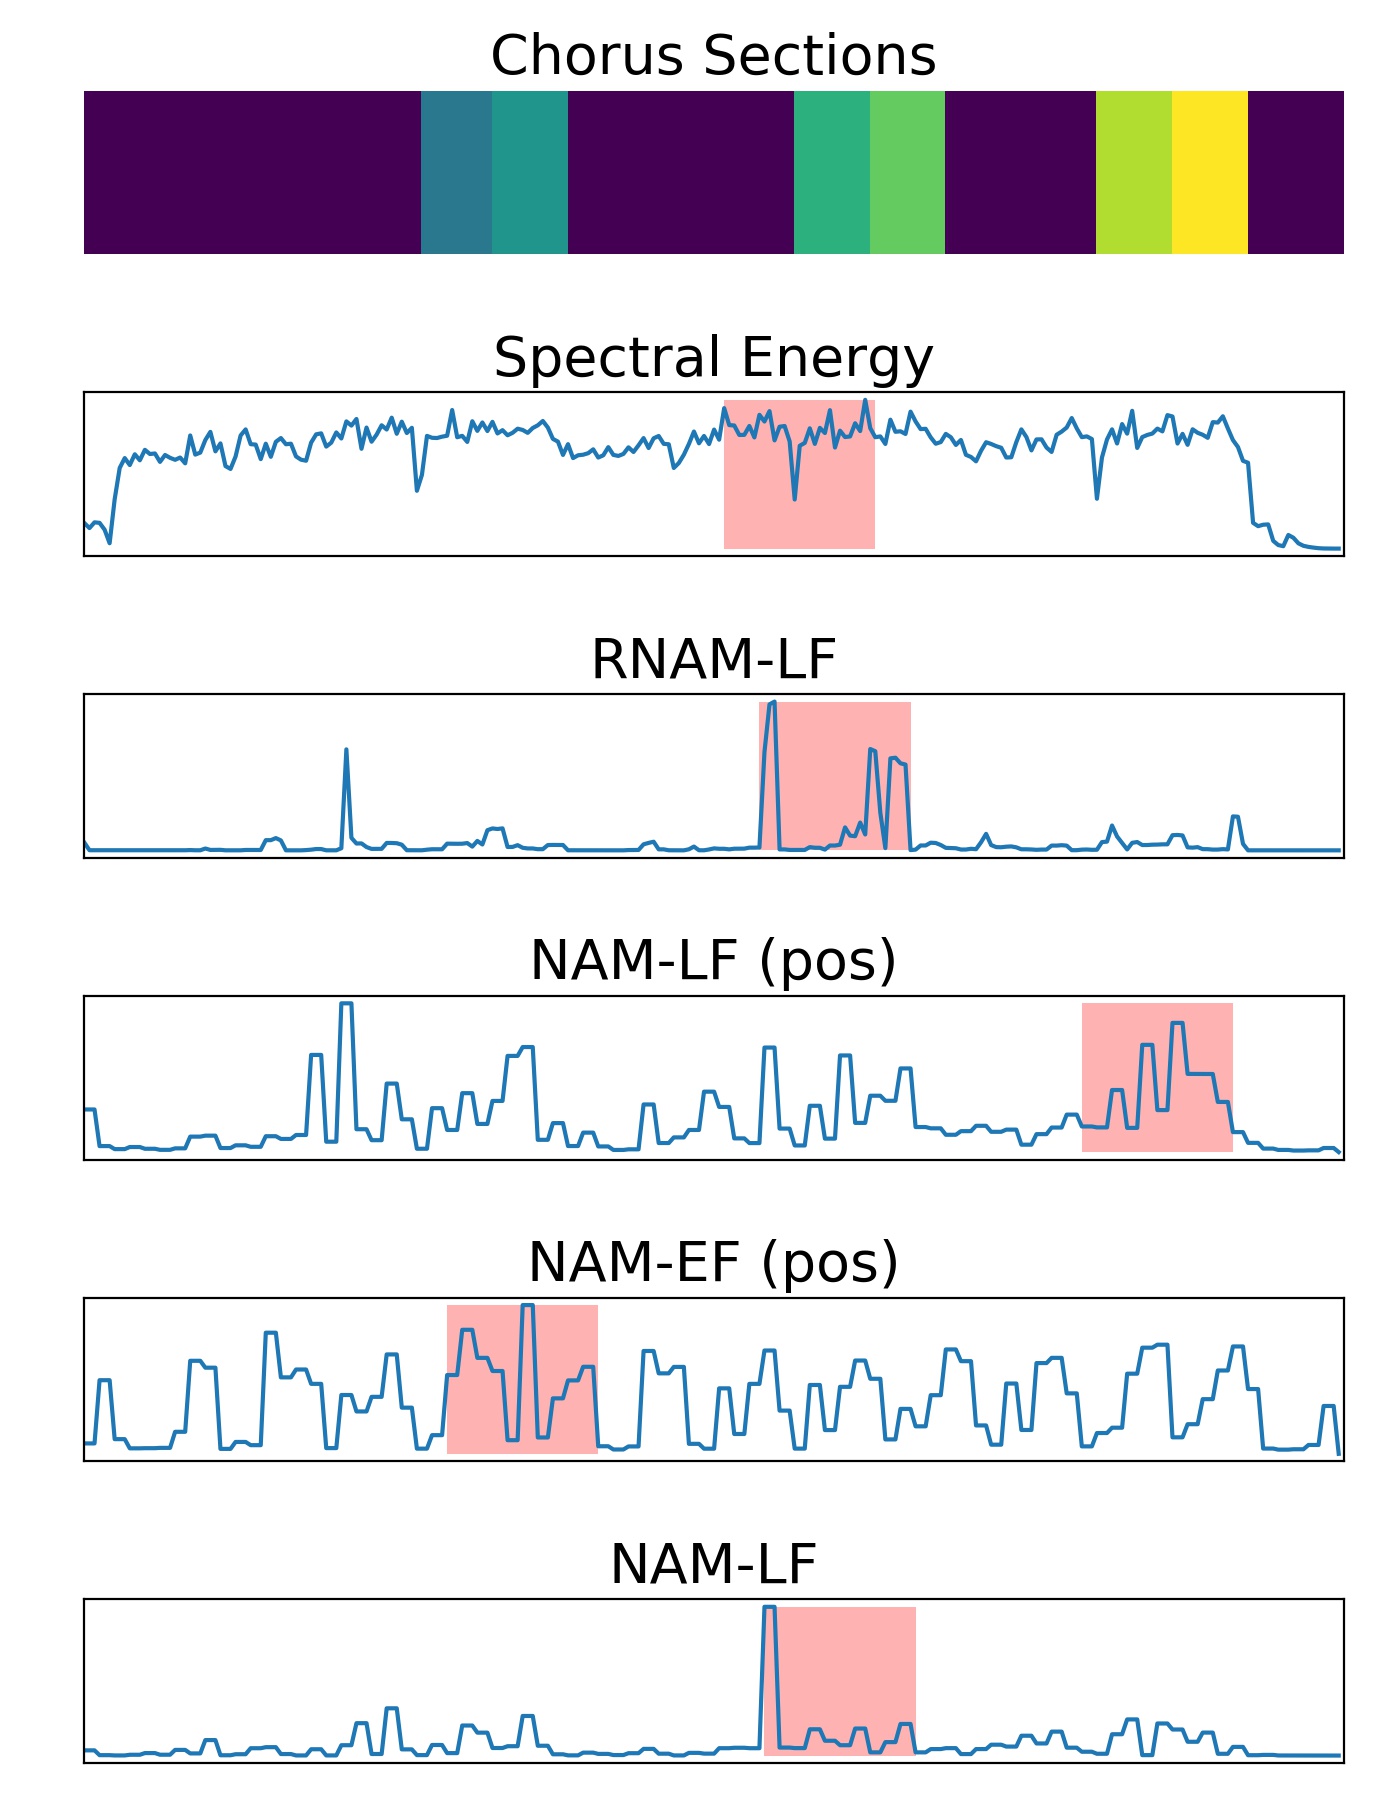 Chorus Sections
Spectral Energy
RNAM-LF
NAM-LF (pos)
NAM-EF (pos)
NAM-LF